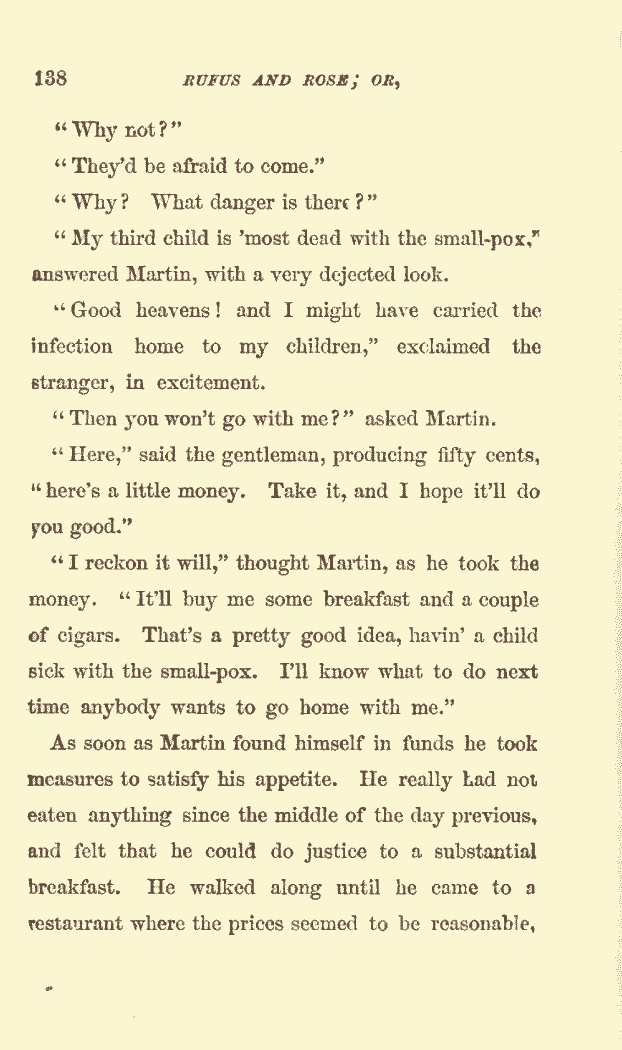 138 RUFUS AND ROSE; OR,
"Why not?"
"They'd be afraid to come."
"Why? What danger is there?"
"My third child is 'most dead with the small-pox,"
answered Martin, with a very dejected look.
"Good heavens! and I might have carried the
infection home to my children," exclaimed the
stranger, in excitement.
"Then you won't go with me?" asked Martin.
"Here," said the gentleman, producing fifty cents,
"here's a little money. Take it, and I hope it'll do
you good."
"I reckon it will," thought Martin, as he took the
money. "It'll buy me some breakfast and a couple
of cigars. That's a pretty good idea, havin' a child
sick with the small-pox. I'll know what to do next
time anybody wants to go home with me."
As soon as Martin found himself in funds he took
measures to satisfy his appetite. He really had not
eaten anything since the middle of the day previous,
and felt that he could do justice to a substantial
breakfast. He walked along until he came to a
restaurant where the prices seemed to be reasonable,